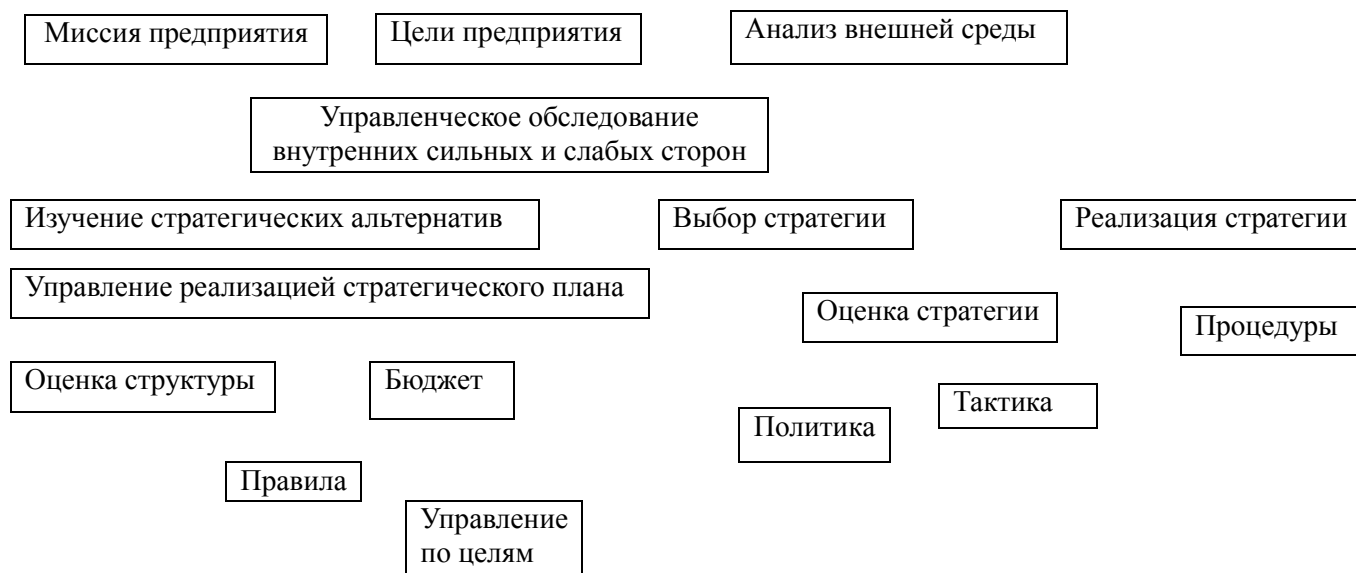 Миссия предприятия
Цели предприятия
Анализ внешней среды
Управленческое обследование
внутренних сильных и слабых сторон
Изучение стратегических альтернатив
Выбор стратегии
Реализация стратегии
Управление реализацией стратегического плана
Оценка стратегии
Процедуры
Оценка структуры
Бюджет
Тактика
Политика
Правила
Управление
по целям